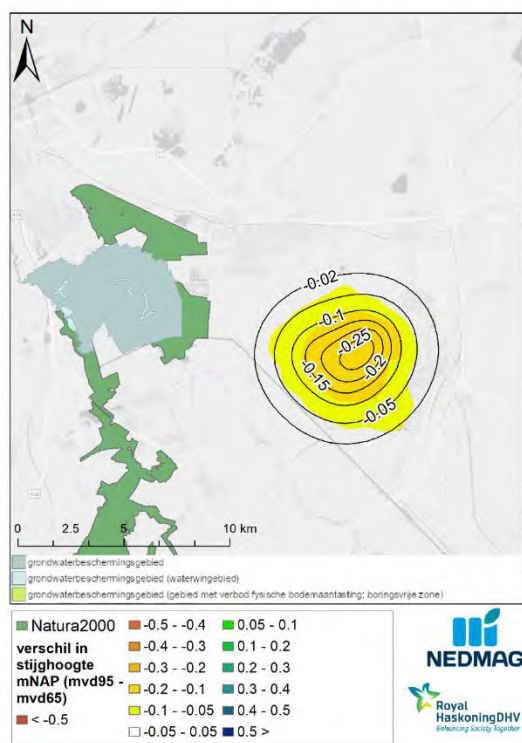 N
-0.02
-0.1
-0.25
-0.15
-0.2
-0.05
0 2.5 5 10 km
grondwaterbeschermingsgebied
grondwaterbeschermingsgebied (waterwingebied)
grondwaterbeschermingsgebied (gebied met verbod fysische bodemaantasting; boringsvrije zone)
Natura2000
verschil in
stijghoogte
mNAP (mvd95 -
mvd65)
< -0.5
-0.5 - -0.4
-0.4 - -0.3
-0.3 - -0.2
-0.2 - -0.1
-0.1 - -0.05
-0.05 - 0.05
0.05 - 0.1
0.1 - 0.2
0.2 - 0.3
0.3 - 0.4
0.4 - 0.5
0.5 >
NEDMAG
Royal
HaskoningDHV
Enhancing Society Together